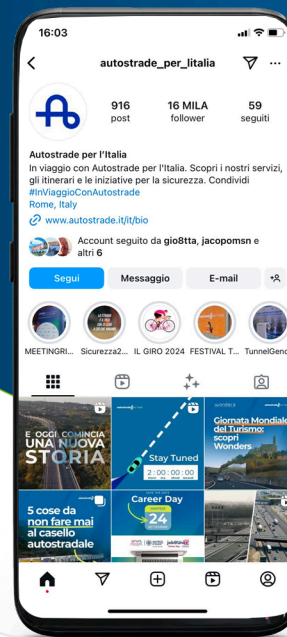 16:03
autostrade_per_litalia
916
16 MILA
59
post
follower
seguiti
Autostrade per l'Italia
In viaggio con Autostrade per l'Italia. Scopri i nostri servizi,
gli itinerari e le iniziative per la sicurezza. Condividi
#InViaggioConAutostrade
Rome, Italy
www.autostrade.it/it/bio
Account seguito da gio8tta, jacopomsn e
altri 6
Segui
Messaggio
E-mail
MEETINGRI...
Sicurezza2...
IL GIRO 2024
FESTIVAL T...
TunnelGeno
E OGGI COMINCIA
UNA NUOVA
STORIA
Stay Tuned
2 : 00 : 00 : 00
Giornata Mondiale
del Turismo:
scopri
Wonders
5 cose da
non fare mai
al casello
autostradale
Career Day
24